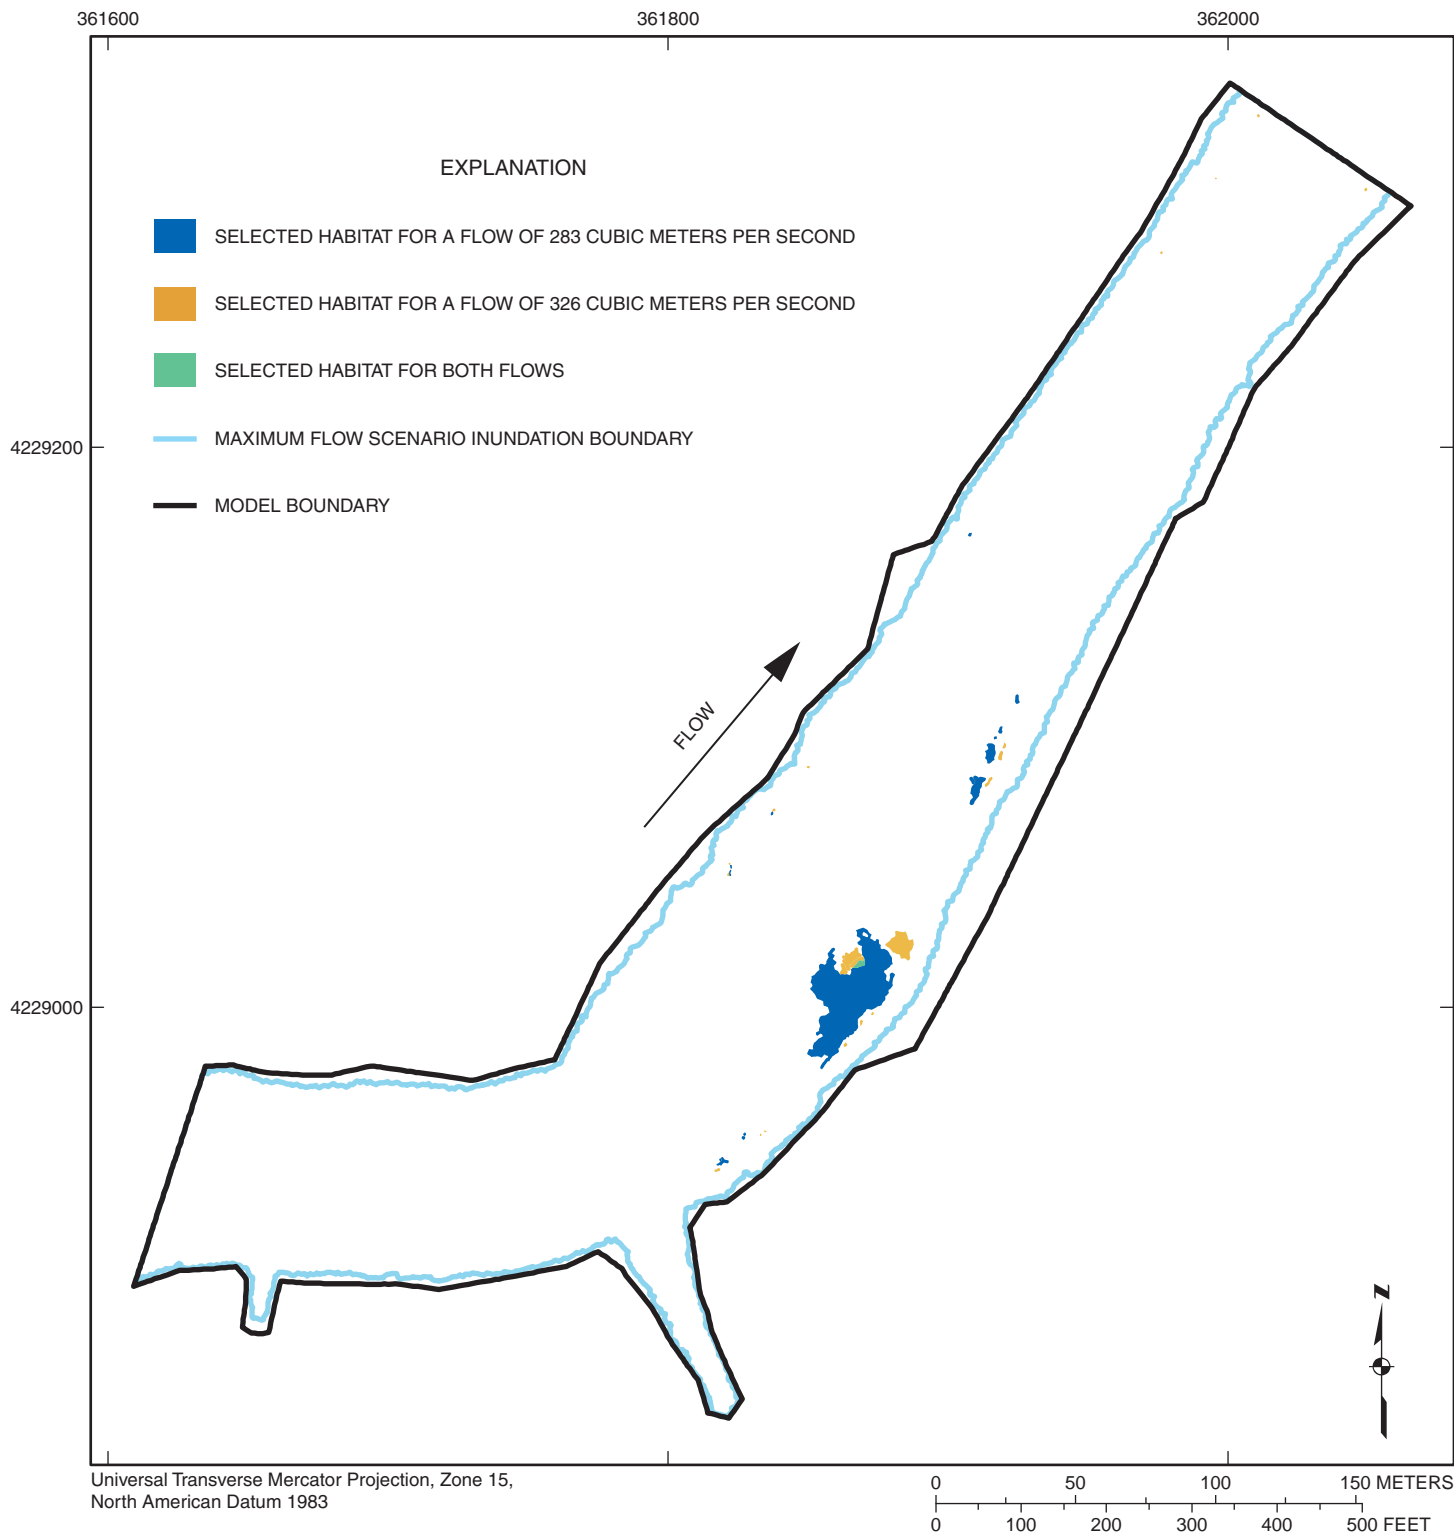 361600 361800 362000
EXPLANATION
SELECTED HABITAT FOR A FLOW OF 283 CUBIC METERS PER SECOND
SELECTED HABITAT FOR A FLOW OF 326 CUBIC METERS PER SECOND
SELECTED HABITAT FOR BOTH FLOWS
4229200
MAXIMUM FLOW SCENARIO INUNDATION BOUNDARY
MODEL BOUNDARY
FLOW
4229000
N
Universal Transverse Mercator Projection, Zone 15,
North American Datum 1983
0 50 100 150 METERS
0 100 200 300 400 500 FEET